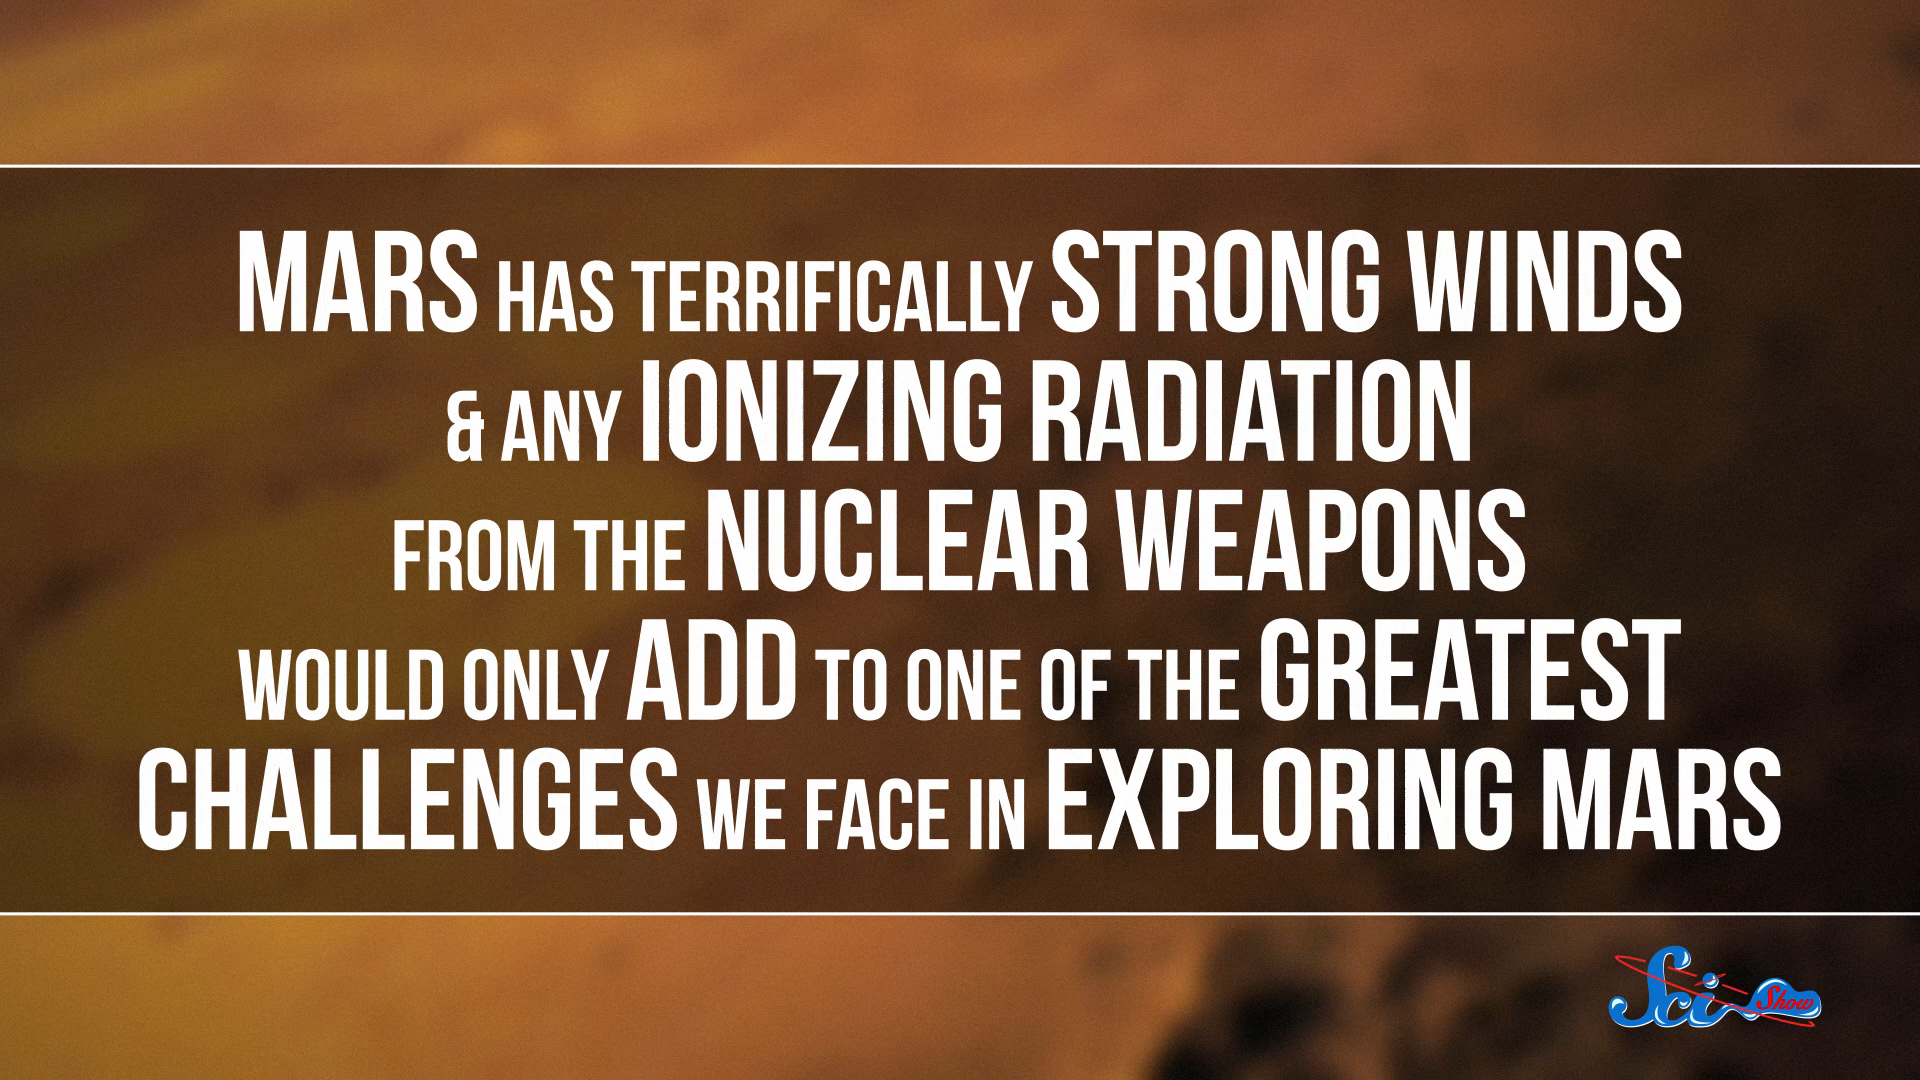 MARS HAS TERRIFICALLY STRONG WINDS
& ANY IONIZING RADIATION
FROM THE NUCLEAR WEAPONS
WOULD ONLY ADD TO ONE OF THE GREATEST
CHALLENGES WE FACE IN EXPLORING MARS
Sci Show